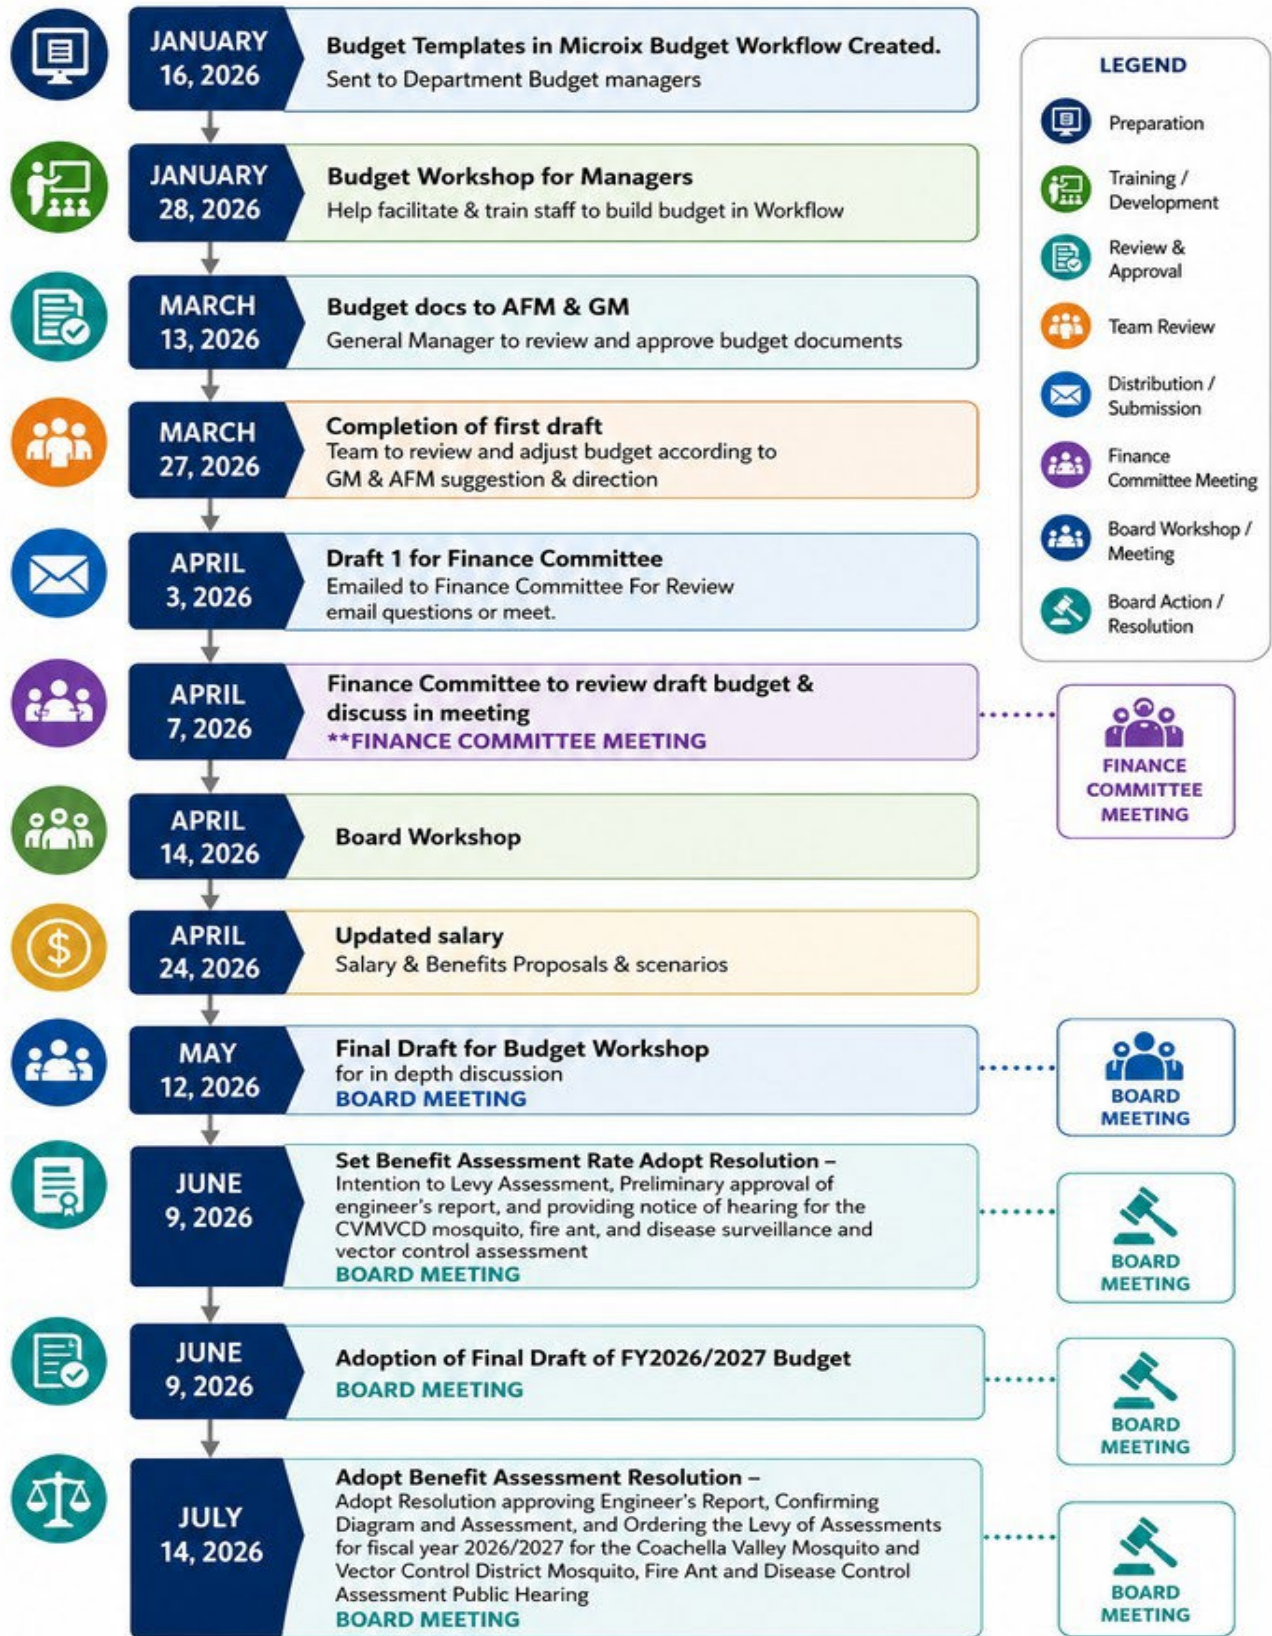 JANUARY
16, 2026
Budget Templates in Microix Budget Workflow Created.
Sent to Department Budget managers
JANUARY
28, 2026
Budget Workshop for Managers
Help facilitate & train staff to build budget in Workflow
MARCH
13, 2026
Budget docs to AFM & GM
General Manager to review and approve budget documents
MARCH
27, 2026
Completion of first draft
Team to review and adjust budget according to
GM & AFM suggestion & direction
APRIL
3, 2026
Draft 1 for Finance Committee
Emailed to Finance Committee For Review
email questions or meet.
APRIL
7, 2026
Finance Committee to review draft budget &
discuss in meeting
**FINANCE COMMITTEE MEETING
FINANCE
COMMITTEE
MEETING
APRIL
14, 2026
Board Workshop
APRIL
24, 2026
Updated salary
Salary & Benefits Proposals & scenarios
MAY
12, 2026
Final Draft for Budget Workshop
for in depth discussion
BOARD MEETING
BOARD
MEETING
JUNE
9, 2026
Set Benefit Assessment Rate Adopt Resolution –
Intention to Levy Assessment, Preliminary approval of
engineer's report, and providing notice of hearing for the
CVMVCD mosquito, fire ant, and disease surveillance and
vector control assessment
BOARD MEETING
BOARD
MEETING
JUNE
9, 2026
Adoption of Final Draft of FY2026/2027 Budget
BOARD MEETING
BOARD
MEETING
JULY
14, 2026
Adopt Benefit Assessment Resolution –
Adopt Resolution approving Engineer's Report, Confirming
Diagram and Assessment, and Ordering the Levy of Assessments
for fiscal year 2026/2027 for the Coachella Valley Mosquito and
Vector Control District Mosquito, Fire Ant and Disease Control
Assessment Public Hearing
BOARD MEETING
BOARD
MEETING
LEGEND
Preparation
Training /
Development
Review &
Approval
Team Review
Distribution /
Submission
Finance
Committee Meeting
Board Workshop /
Meeting
Board Action /
Resolution